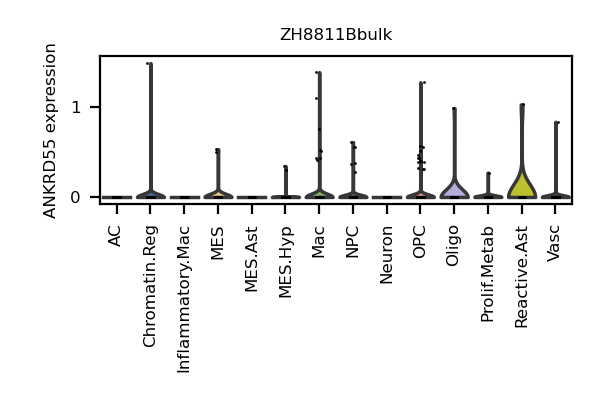 ZH8811Bbulk
ANKRD55 expression
1
0
AC
Chromatin.Reg
Inflammatory.Mac
MES
MES.Ast
MES.Hyp
Mac
NPC
Neuron
OPC
Oligo
Prolif.Metab
Reactive.Ast
Vasc